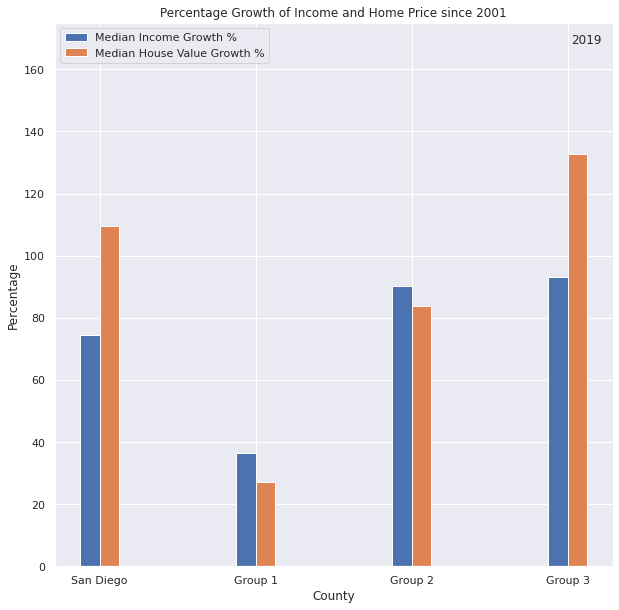 Percentage Growth of Income and Home Price since 2001
Median Income Growth %
Median House Value Growth %
2019
160
140
120
100
80
60
40
20
0
Percentage
San Diego
Group 1
Group 2
Group 3
County